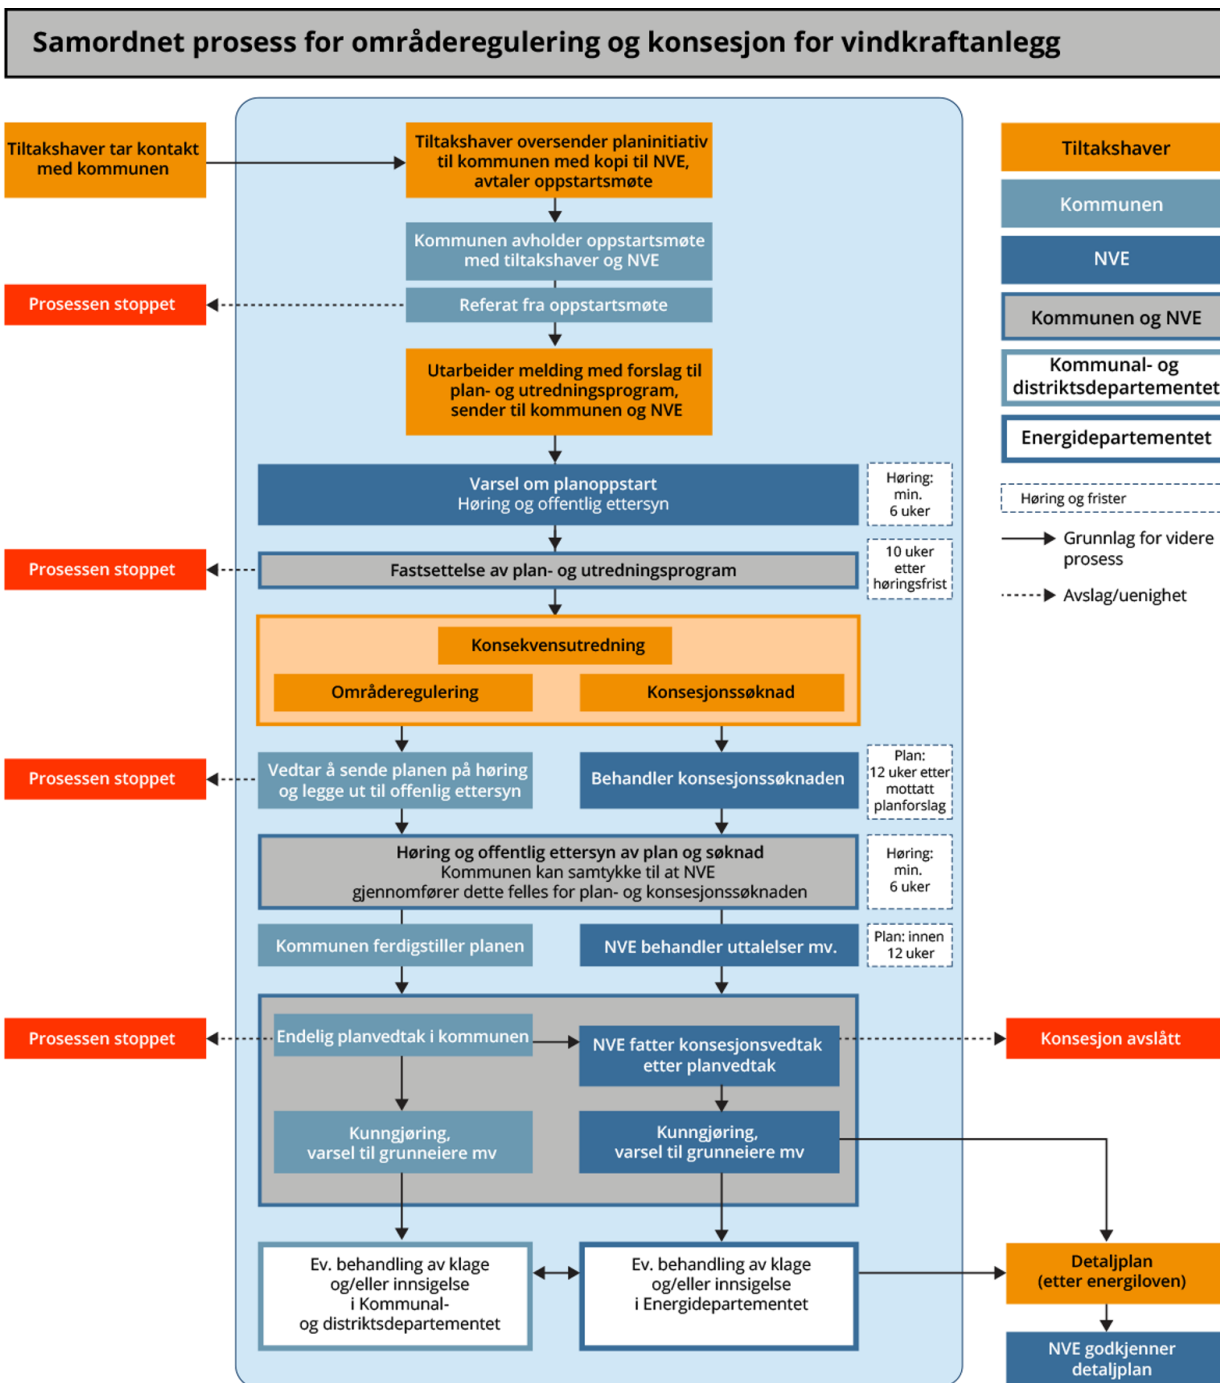 Samordnet prosess for områderegulering og konsesjon for vindkraftanlegg
Tiltakshaver tar kontakt
med kommunen
Tiltakshaver oversender planinitiativ
til kommunen med kopi til NVE,
avtaler oppstartsmøte
Kommunen avholder oppstartsmøte
med tiltakshaver og NVE
Prosessen stoppet
Referat fra oppstartsmøte
Utarbeider melding med forslag til
plan- og utredningsprogram,
sender til kommunen og NVE
Varsel om planoppstart
Høring og offentlig ettersyn
Høring:
min.
6 uker
Prosessen stoppet
Fastsettelse av plan- og utredningsprogram
10 uker
etter
høringsfrist
Konsekvensutredning
Områderegulering
Konsesjonssøknad
Prosessen stoppet
Vedtar å sende planen på høring
og legge ut til offenlig ettersyn
Behandler konsesjonssøknaden
Plan:
12 uker etter
mottatt
planforslag
Høring og offentlig ettersyn av plan og søknad
Kommunen kan samtykke til at NVE
gjennomfører dette felles for plan- og konsesjonssøknaden
Høring:
min.
6 uker
Kommunen ferdigstiller planen
NVE behandler uttalelser mv.
Plan: innen
12 uker
Prosessen stoppet
Endelig planvedtak i kommunen
NVE fatter konsesjonsvedtak
etter planvedtak
Konsesjon avslått
Kunngjøring,
varsel til grunneiere mv
Kunngjøring,
varsel til grunneiere mv
Ev. behandling av klage
og/eller innsigelse
i Kommunal-
og distriktsdepartementet
Ev. behandling av klage
og/eller innsigelse
i Energidepartementet
Detaljplan
(etter energiloven)
NVE godkjenner
detaljplan
Tiltakshaver
Kommunen
NVE
Kommunen og NVE
Kommunal- og
distriktsdepartementet
Energidepartementet
Høring og frister
Grunnlag for videre
prosess
Avslag/uenighet